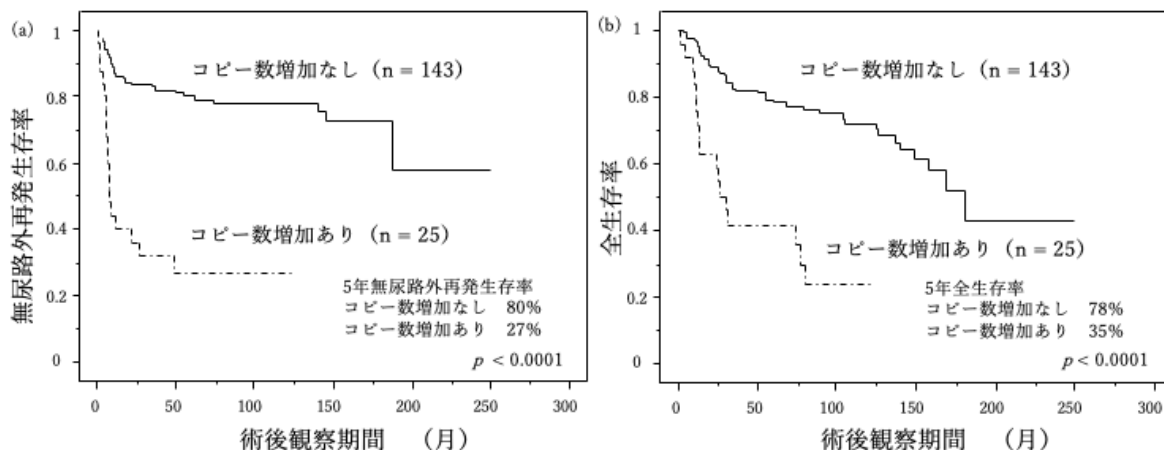 (a)
無尿路外再発生存率
1
0.8
0.6
0.4
0.2
0
コピー数増加なし（n = 143）
コピー数増加あり（n = 25）
5年無尿路外再発生存率
コピー数増加なし 80%
コピー数増加あり 27%
p < 0.0001
0 50 100 150 200 250 300
術後観察期間 （月）
(b)
全生存率
1
0.8
0.6
0.4
0.2
0
コピー数増加なし（n = 143）
コピー数増加あり（n = 25）
5年全生存率
コピー数増加なし 78%
コピー数増加あり 35%
p < 0.0001
0 50 100 150 200 250 300
術後観察期間 （月）